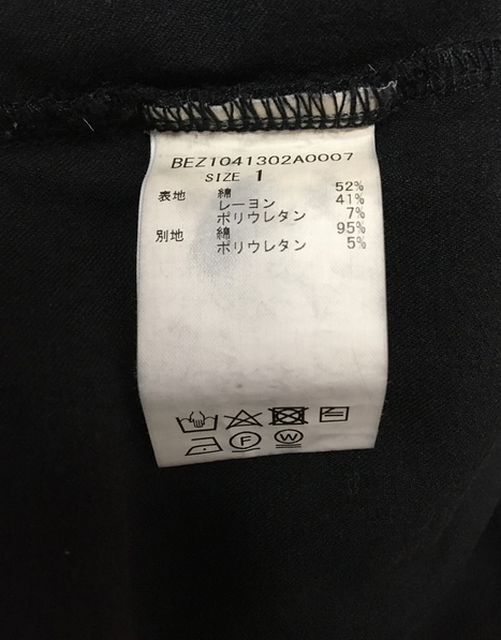 BEZ1041302A0007
SIZE 1
表地 綿 52%
レーヨン 41%
ポリウレタン 7%
別地 綿 95%
ポリウレタン 5%
F W